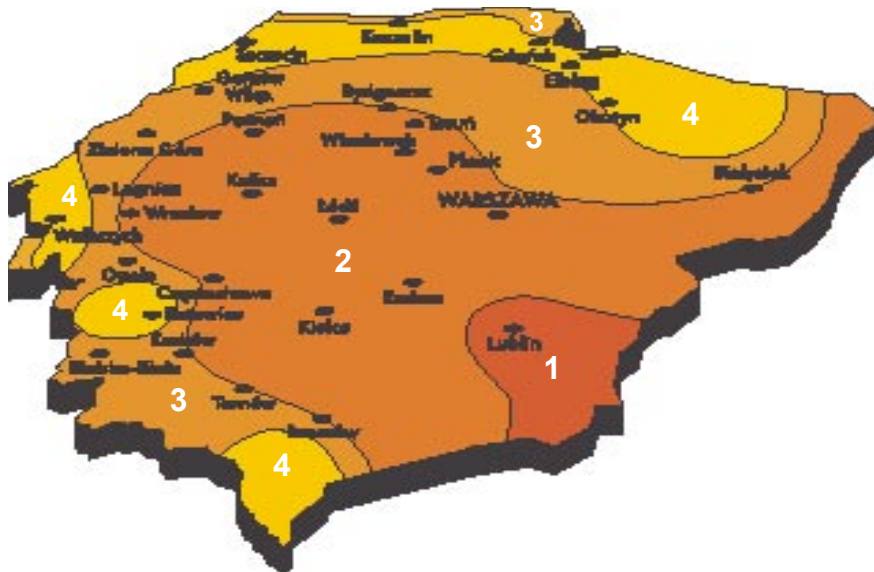 3
Koszalin
Szczecin
Gdańsk
Elbląg
Gorzów
Wlkp.
Bydgoszcz
Olsztyn
4
Poznań
Toruń
3
Zielona Góra
Włocławek
Płock
Białystok
4
Legnica
Kalisz
Wrocław
Łódź
WARSZAWA
Wałbrzych
2
Opole
Częstochowa
Radom
4
Katowice
Kielce
Lublin
Kraków
Bielsko-Biała
1
3
Tarnów
Rzeszów
4